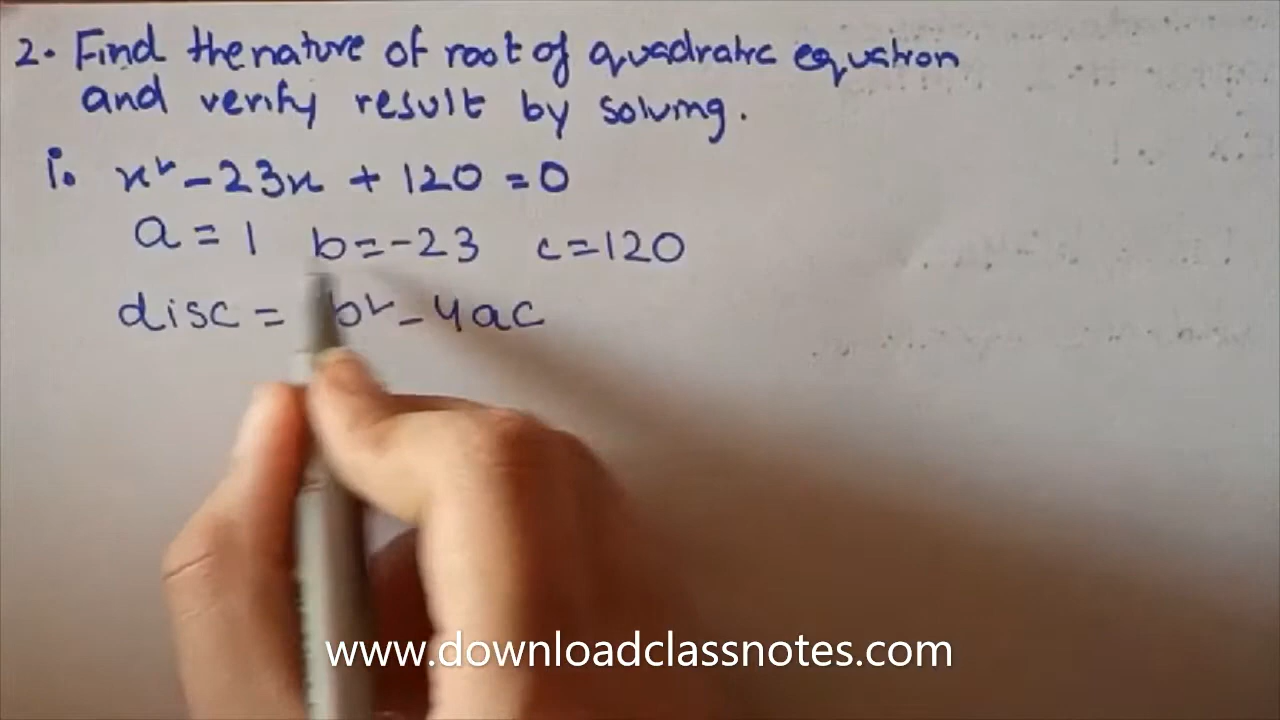 2. Find the nature of root of quadratic equation
and verify result by solving.
i. x² - 23x + 120 = 0
a = 1 b = -23 c = 120
disc = b² - 4ac
www.downloadclassnotes.com